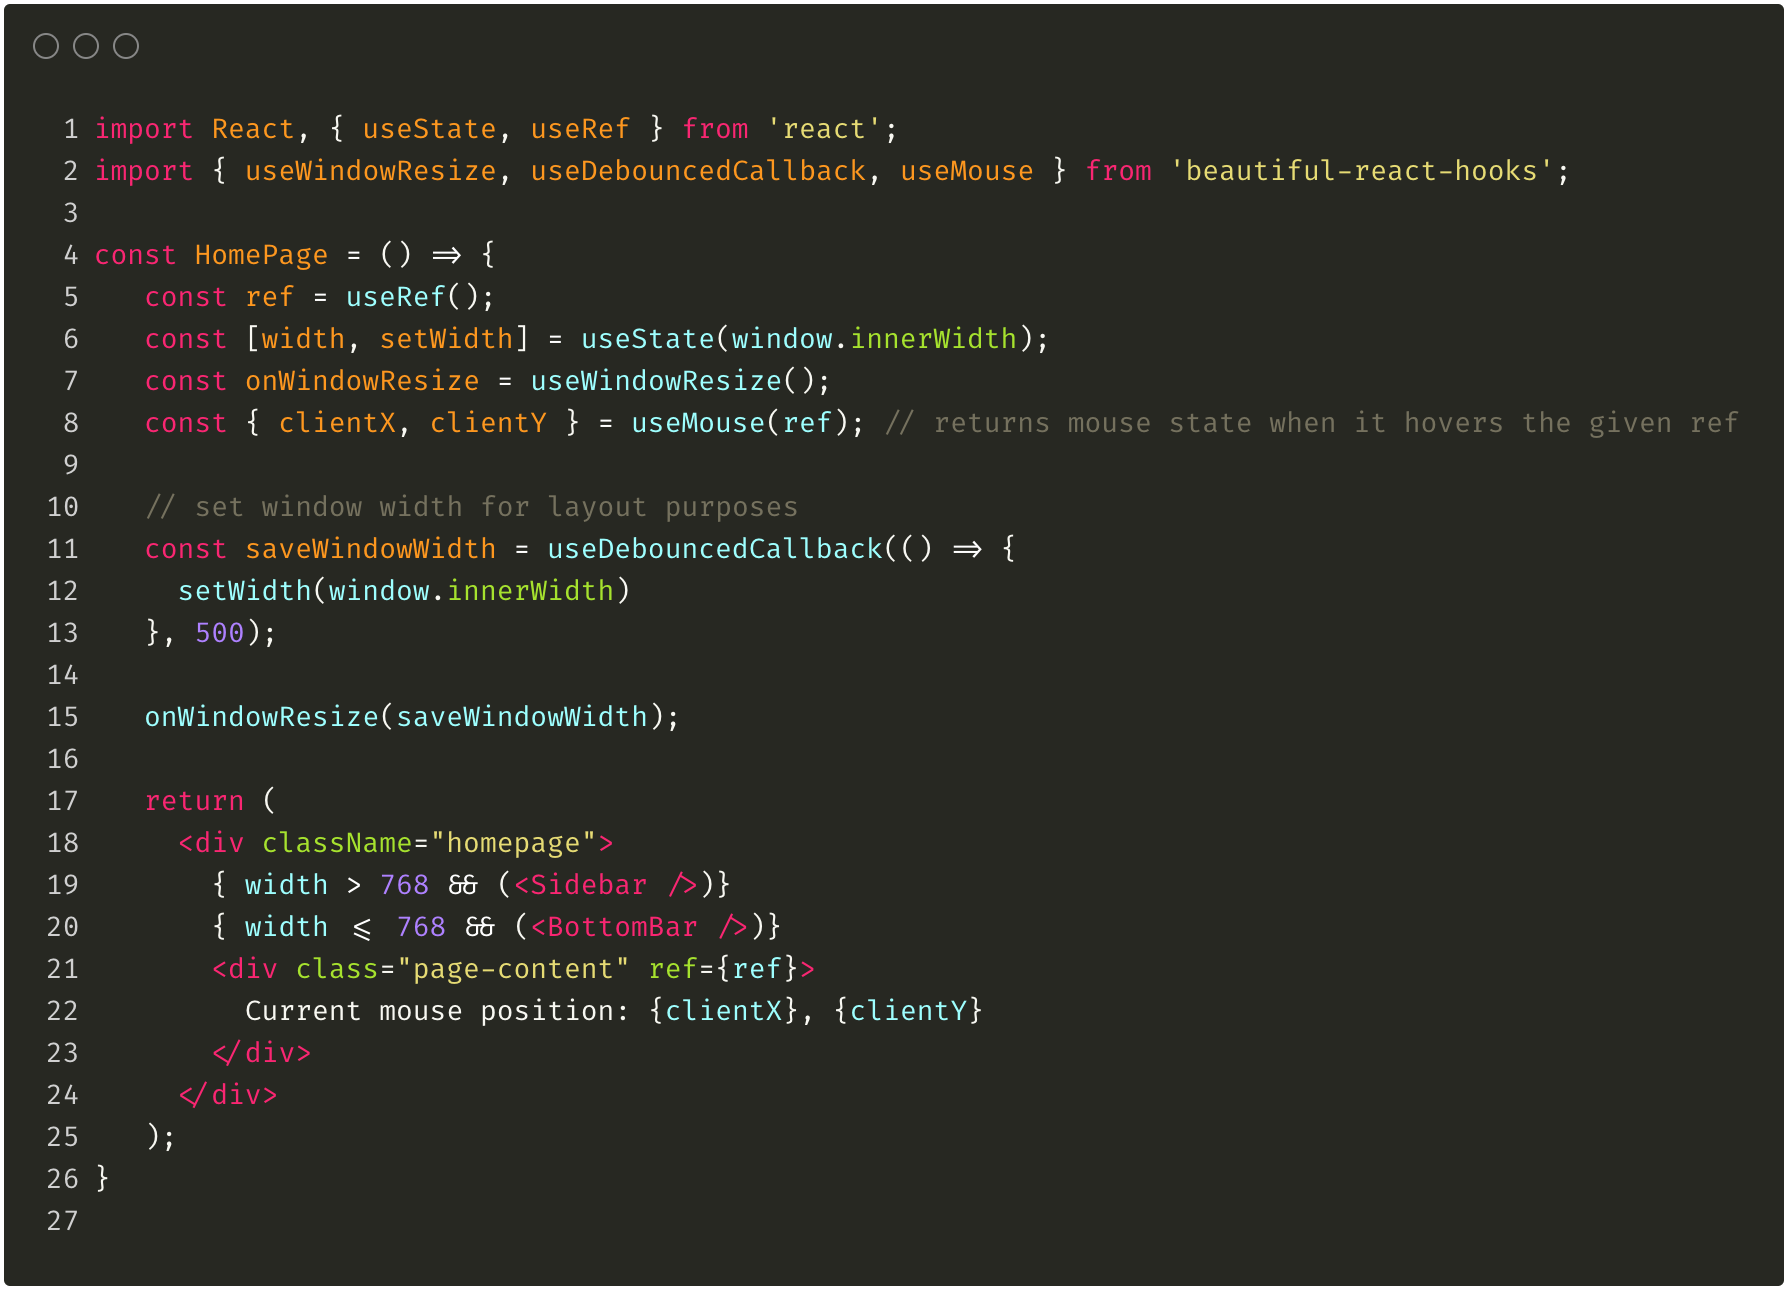 1 import React, { useState, useRef } from 'react';
2 import { useWindowResize, useDebouncedCallback, useMouse } from 'beautiful-react-hooks';
3
4 const HomePage = () => {
5    const ref = useRef();
6    const [width, setWidth] = useState(window.innerWidth);
7    const onWindowResize = useWindowResize();
8    const { clientX, clientY } = useMouse(ref); // returns mouse state when it hovers the given ref
9
10    // set window width for layout purposes
11    const saveWindowWidth = useDebouncedCallback(() => {
12      setWidth(window.innerWidth)
13    }, 500);
14
15    onWindowResize(saveWindowWidth);
16
17    return (
18      <div className="homepage">
19        { width > 768 && (<Sidebar />)}
20        { width <= 768 && (<BottomBar />)}
21        <div class="page-content" ref={ref}>
22          Current mouse position: {clientX}, {clientY}
23        </div>
24      </div>
25    );
26 }
27